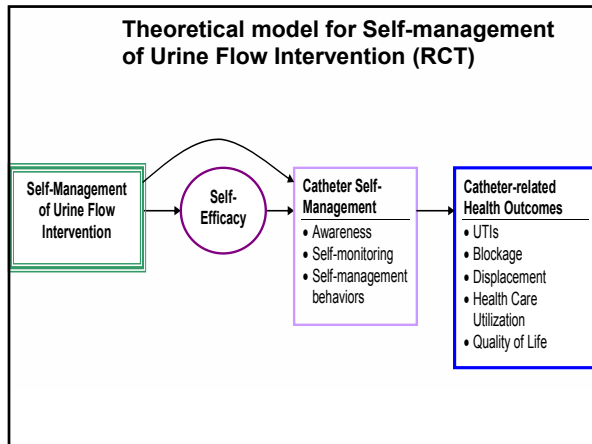 Theoretical model for Self-management
of Urine Flow Intervention (RCT)
Self-Management
of Urine Flow
Intervention
Self-
Efficacy
Catheter Self-
Management
• Awareness
• Self-monitoring
• Self-management
behaviors
Catheter-related
Health Outcomes
• UTIs
• Blockage
• Displacement
• Health Care
Utilization
• Quality of Life